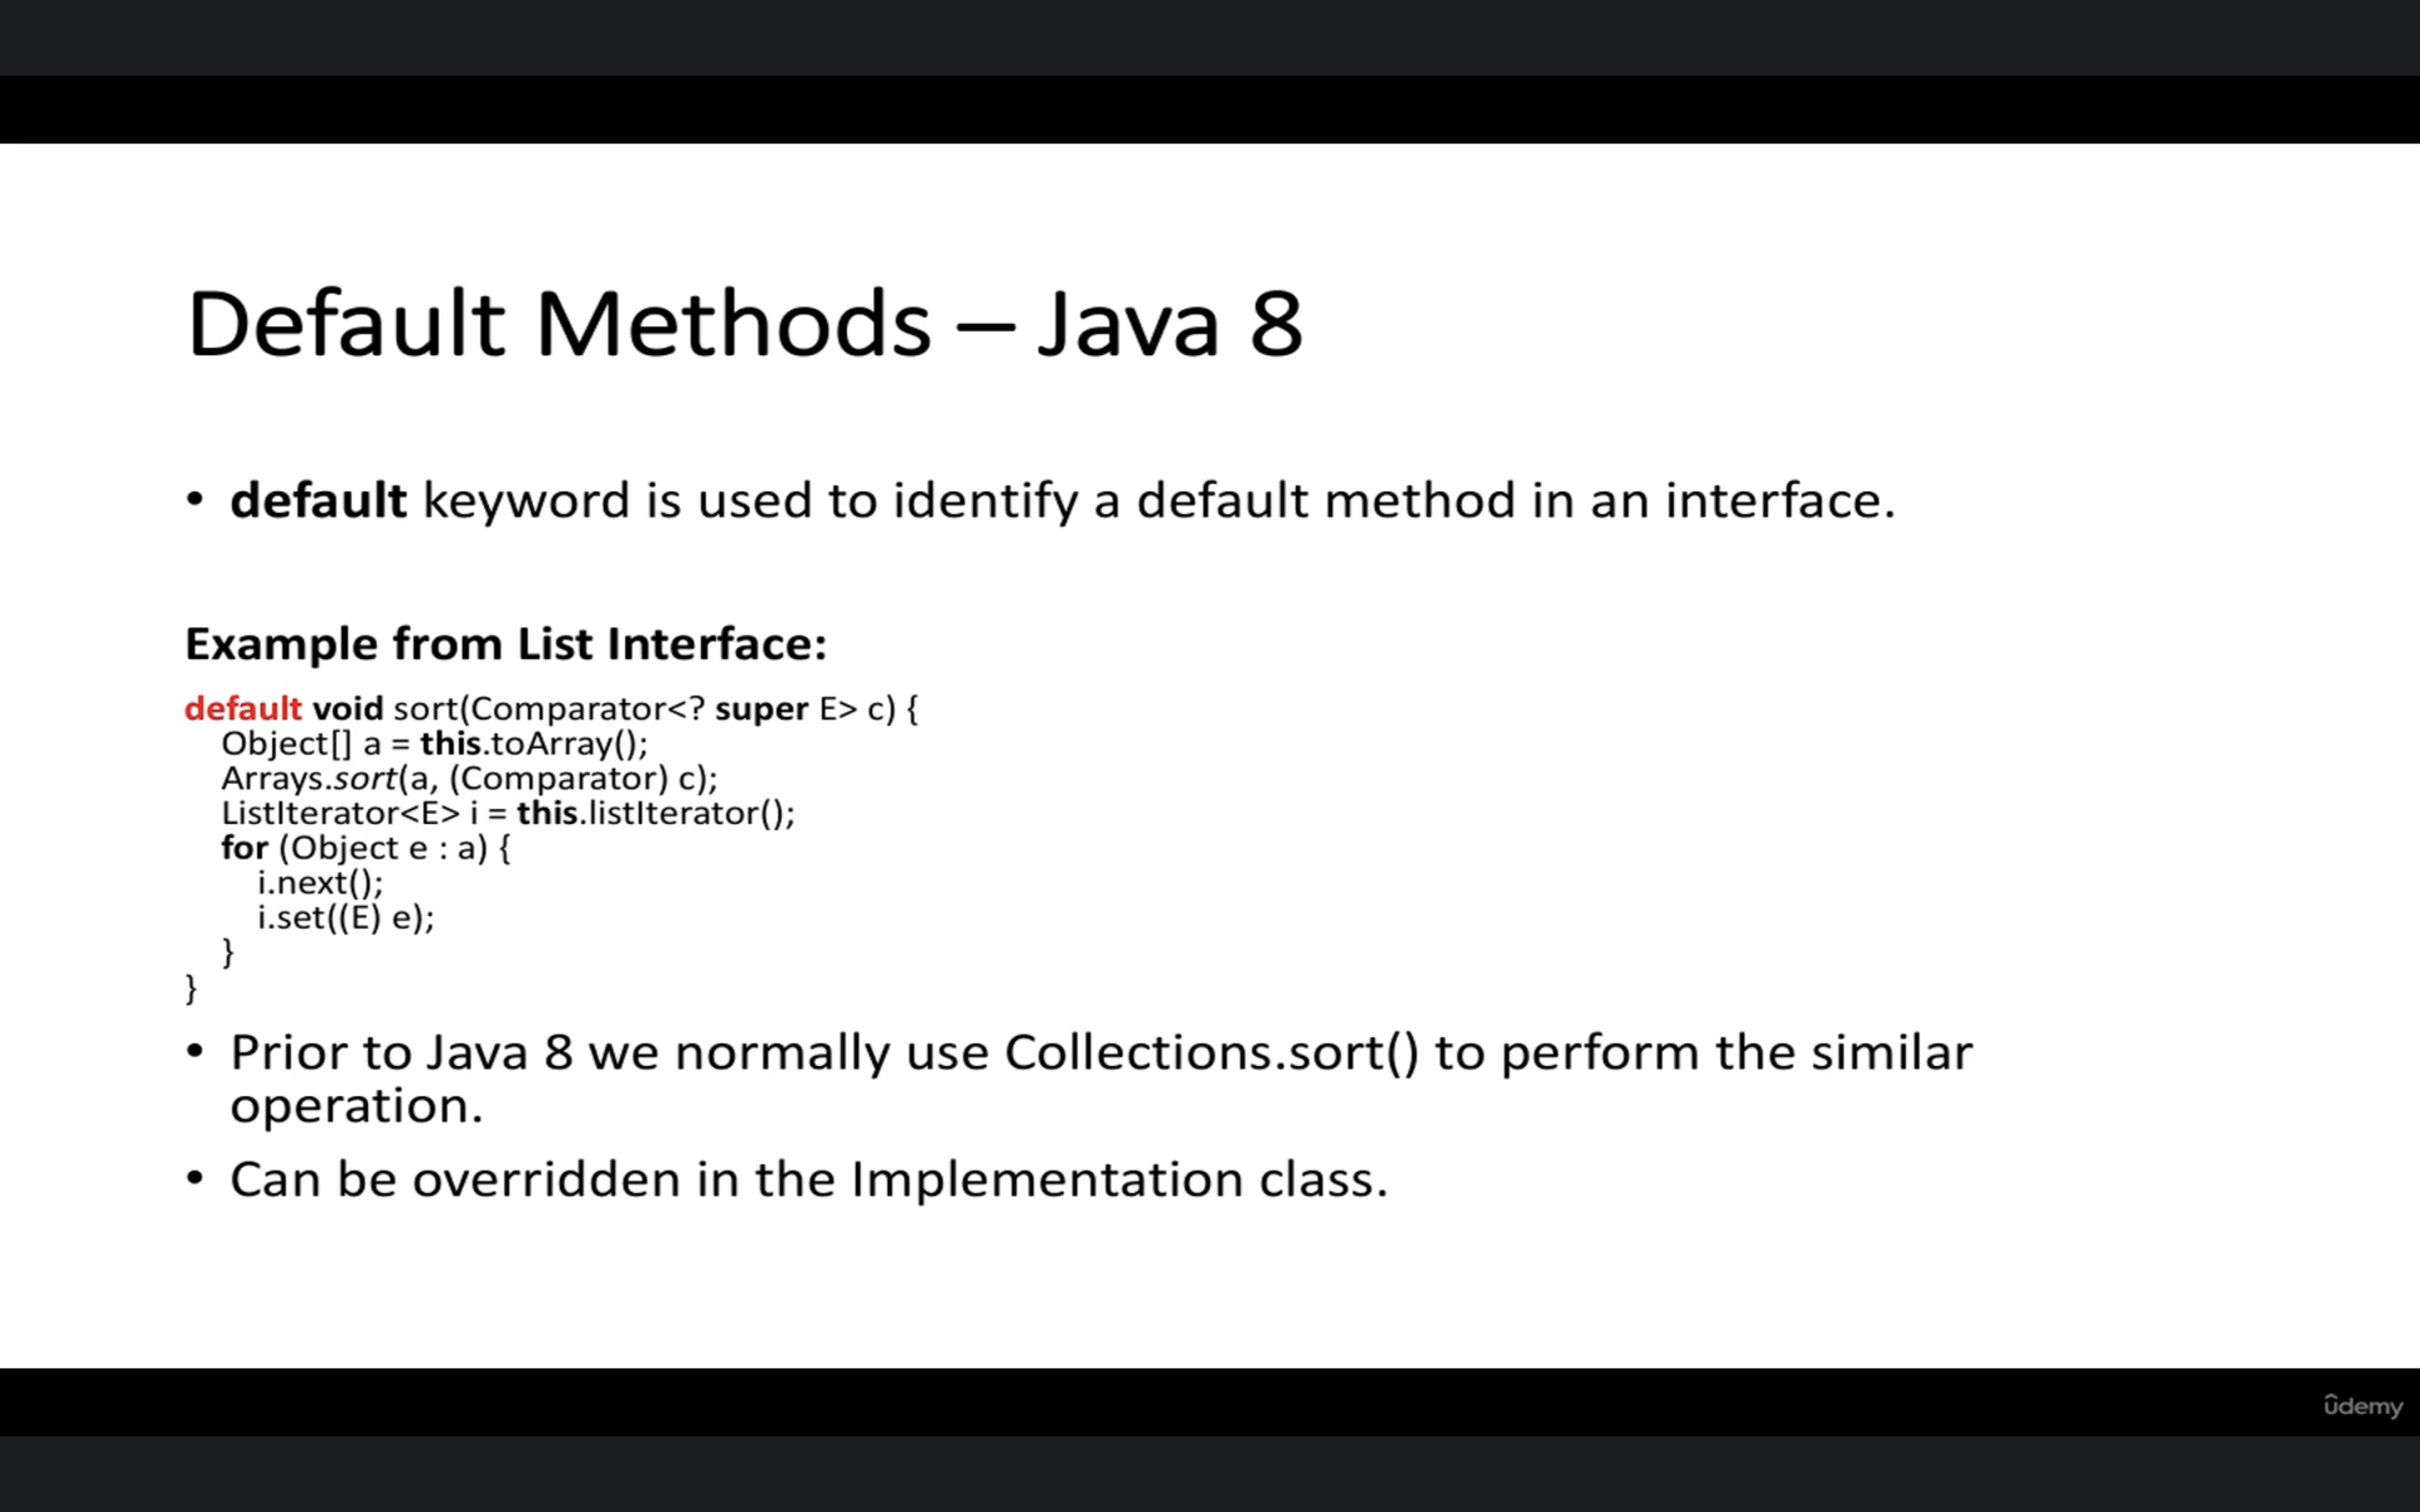 Default Methods – Java 8
• default keyword is used to identify a default method in an interface.
Example from List Interface:
default void sort(Comparator<? super E> c) {
Object[] a = this.toArray();
Arrays.sort(a, (Comparator) c);
ListIterator<E> i = this.listIterator();
for (Object e : a) {
i.next();
i.set((E) e);
}
}
• Prior to Java 8 we normally use Collections.sort() to perform the similar
operation.
• Can be overridden in the Implementation class.
ûdemy